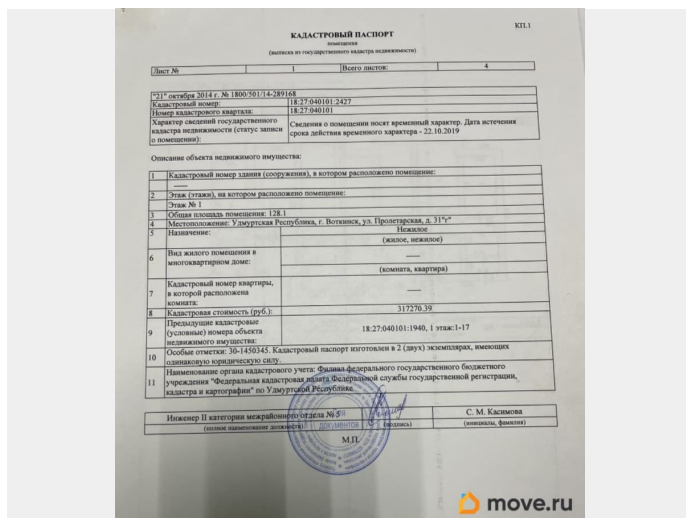 КП.1
КАДАСТРОВЫЙ ПАСПОРТ
помещения
(выписка из государственного кадастра недвижимости)
Лист № 1 Всего листов: 4
"21" октября 2014 г. № 1800/501/14-289168
Кадастровый номер: 18:27:040101:2427
Номер кадастрового квартала: 18:27:040101
Характер сведений государственного
кадастра недвижимости (статус записи
о помещении):
Сведения о помещении носят временный характер. Дата истечения
срока действия временного характера - 22.10.2019
Описание объекта недвижимого имущества:
1 Кадастровый номер здания (сооружения), в котором расположено помещение:
——
2 Этаж (этажи), на котором расположено помещение:
Этаж № 1
3 Общая площадь помещения: 128.1
4 Местоположение: Удмуртская Республика, г. Воткинск, ул. Пролетарская, д. 31"г"
5 Назначение: Нежилое
(жилое, нежилое)
6 Вид жилого помещения в
многоквартирном доме:
——
(комната, квартира)
7 Кадастровый номер квартиры,
в которой расположена
комната:
——
8 Кадастровая стоимость (руб.): 317270.39
9 Предыдущие кадастровые
(условные) номера объекта
недвижимого имущества:
18:27:040101:1940, 1 этаж:1-17
10 Особые отметки: 30-1450345. Кадастровый паспорт изготовлен в 2 (двух) экземплярах, имеющих
одинаковую юридическую силу.
11 Наименование органа кадастрового учета: Филиал федерального государственного бюджетного
учреждения "Федеральная кадастровая палата Федеральной службы государственной регистрации,
кадастра и картографии" по Удмуртской Республике
Инженер II категории межрайонного отдела № 5 С. М. Касимова
(полное наименование должности) (подпись) (инициалы, фамилия)
ДОКУМЕНТОВ
М.П.
move.ru